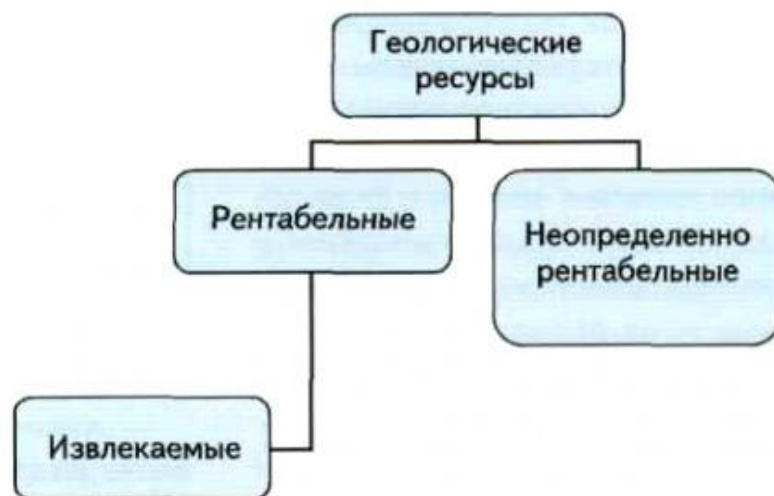 Геологические
ресурсы
Рентабельные
Неопределенно
рентабельные
Извлекаемые